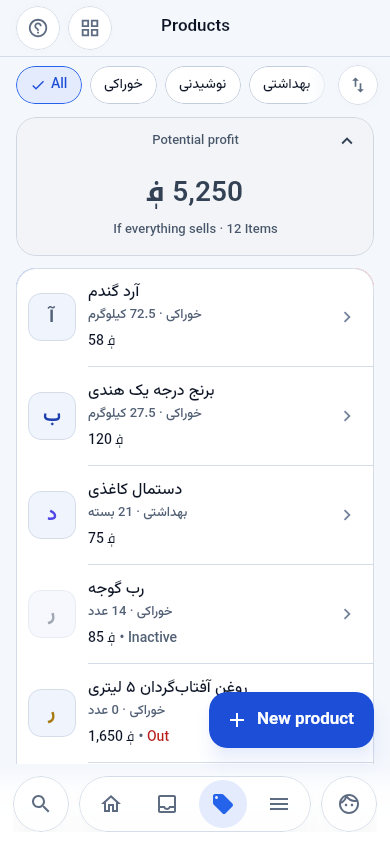 Products
All
خوراکی
نوشیدنی
بهداشتی
Potential profit
؋ 5,250
If everything sells · 12 Items
آ
آرد گندم
خوراکی · 72.5 کیلوگرم
58 ؋
ب
برنج درجه یک هندی
خوراکی · 27.5 کیلوگرم
120 ؋
د
دستمال کاغذی
بهداشتی · 21 بسته
75 ؋
ر
رب گوجه
خوراکی · 14 عدد
85 ؋ • Inactive
ر
روغن آفتاب‌گردان ۵ لیتری
خوراکی · 0 عدد
1,650 ؋ • Out
New product